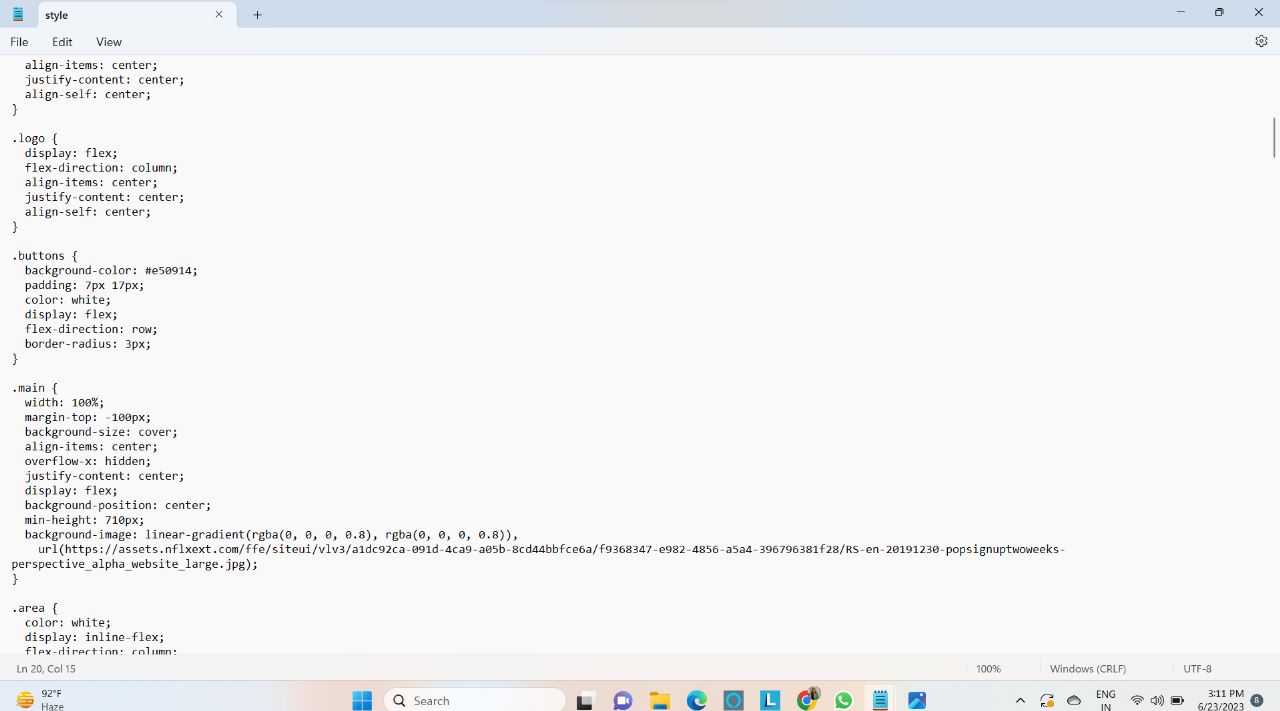 style
File Edit View
align-items: center;
justify-content: center;
align-self: center;
}
.logo {
display: flex;
flex-direction: column;
align-items: center;
justify-content: center;
align-self: center;
}
.buttons {
background-color: #e50914;
padding: 7px 17px;
color: white;
display: flex;
flex-direction: row;
border-radius: 3px;
}
.main {
width: 100%;
margin-top: -100px;
background-size: cover;
align-items: center;
overflow-x: hidden;
justify-content: center;
display: flex;
background-position: center;
min-height: 710px;
background-image: linear-gradient(rgba(0, 0, 0, 0.8), rgba(0, 0, 0, 0.8)),
url(https://assets.nflxext.com/ffe/siteui/vlv3/a1dc92ca-091d-4ca9-a05b-8cd44bbfce6a/f9368347-e982-4856-a5a4-396796381f28/RS-en-20191230-popsignuptwoweeks-
perspective_alpha_website_large.jpg);
}
.area {
color: white;
display: inline-flex;
flex-direction: column;
Ln 20, Col 15 100% Windows (CRLF) UTF-8
92°F
Haze
Search
L
ENG
IN
3:11 PM
6/23/2023
8